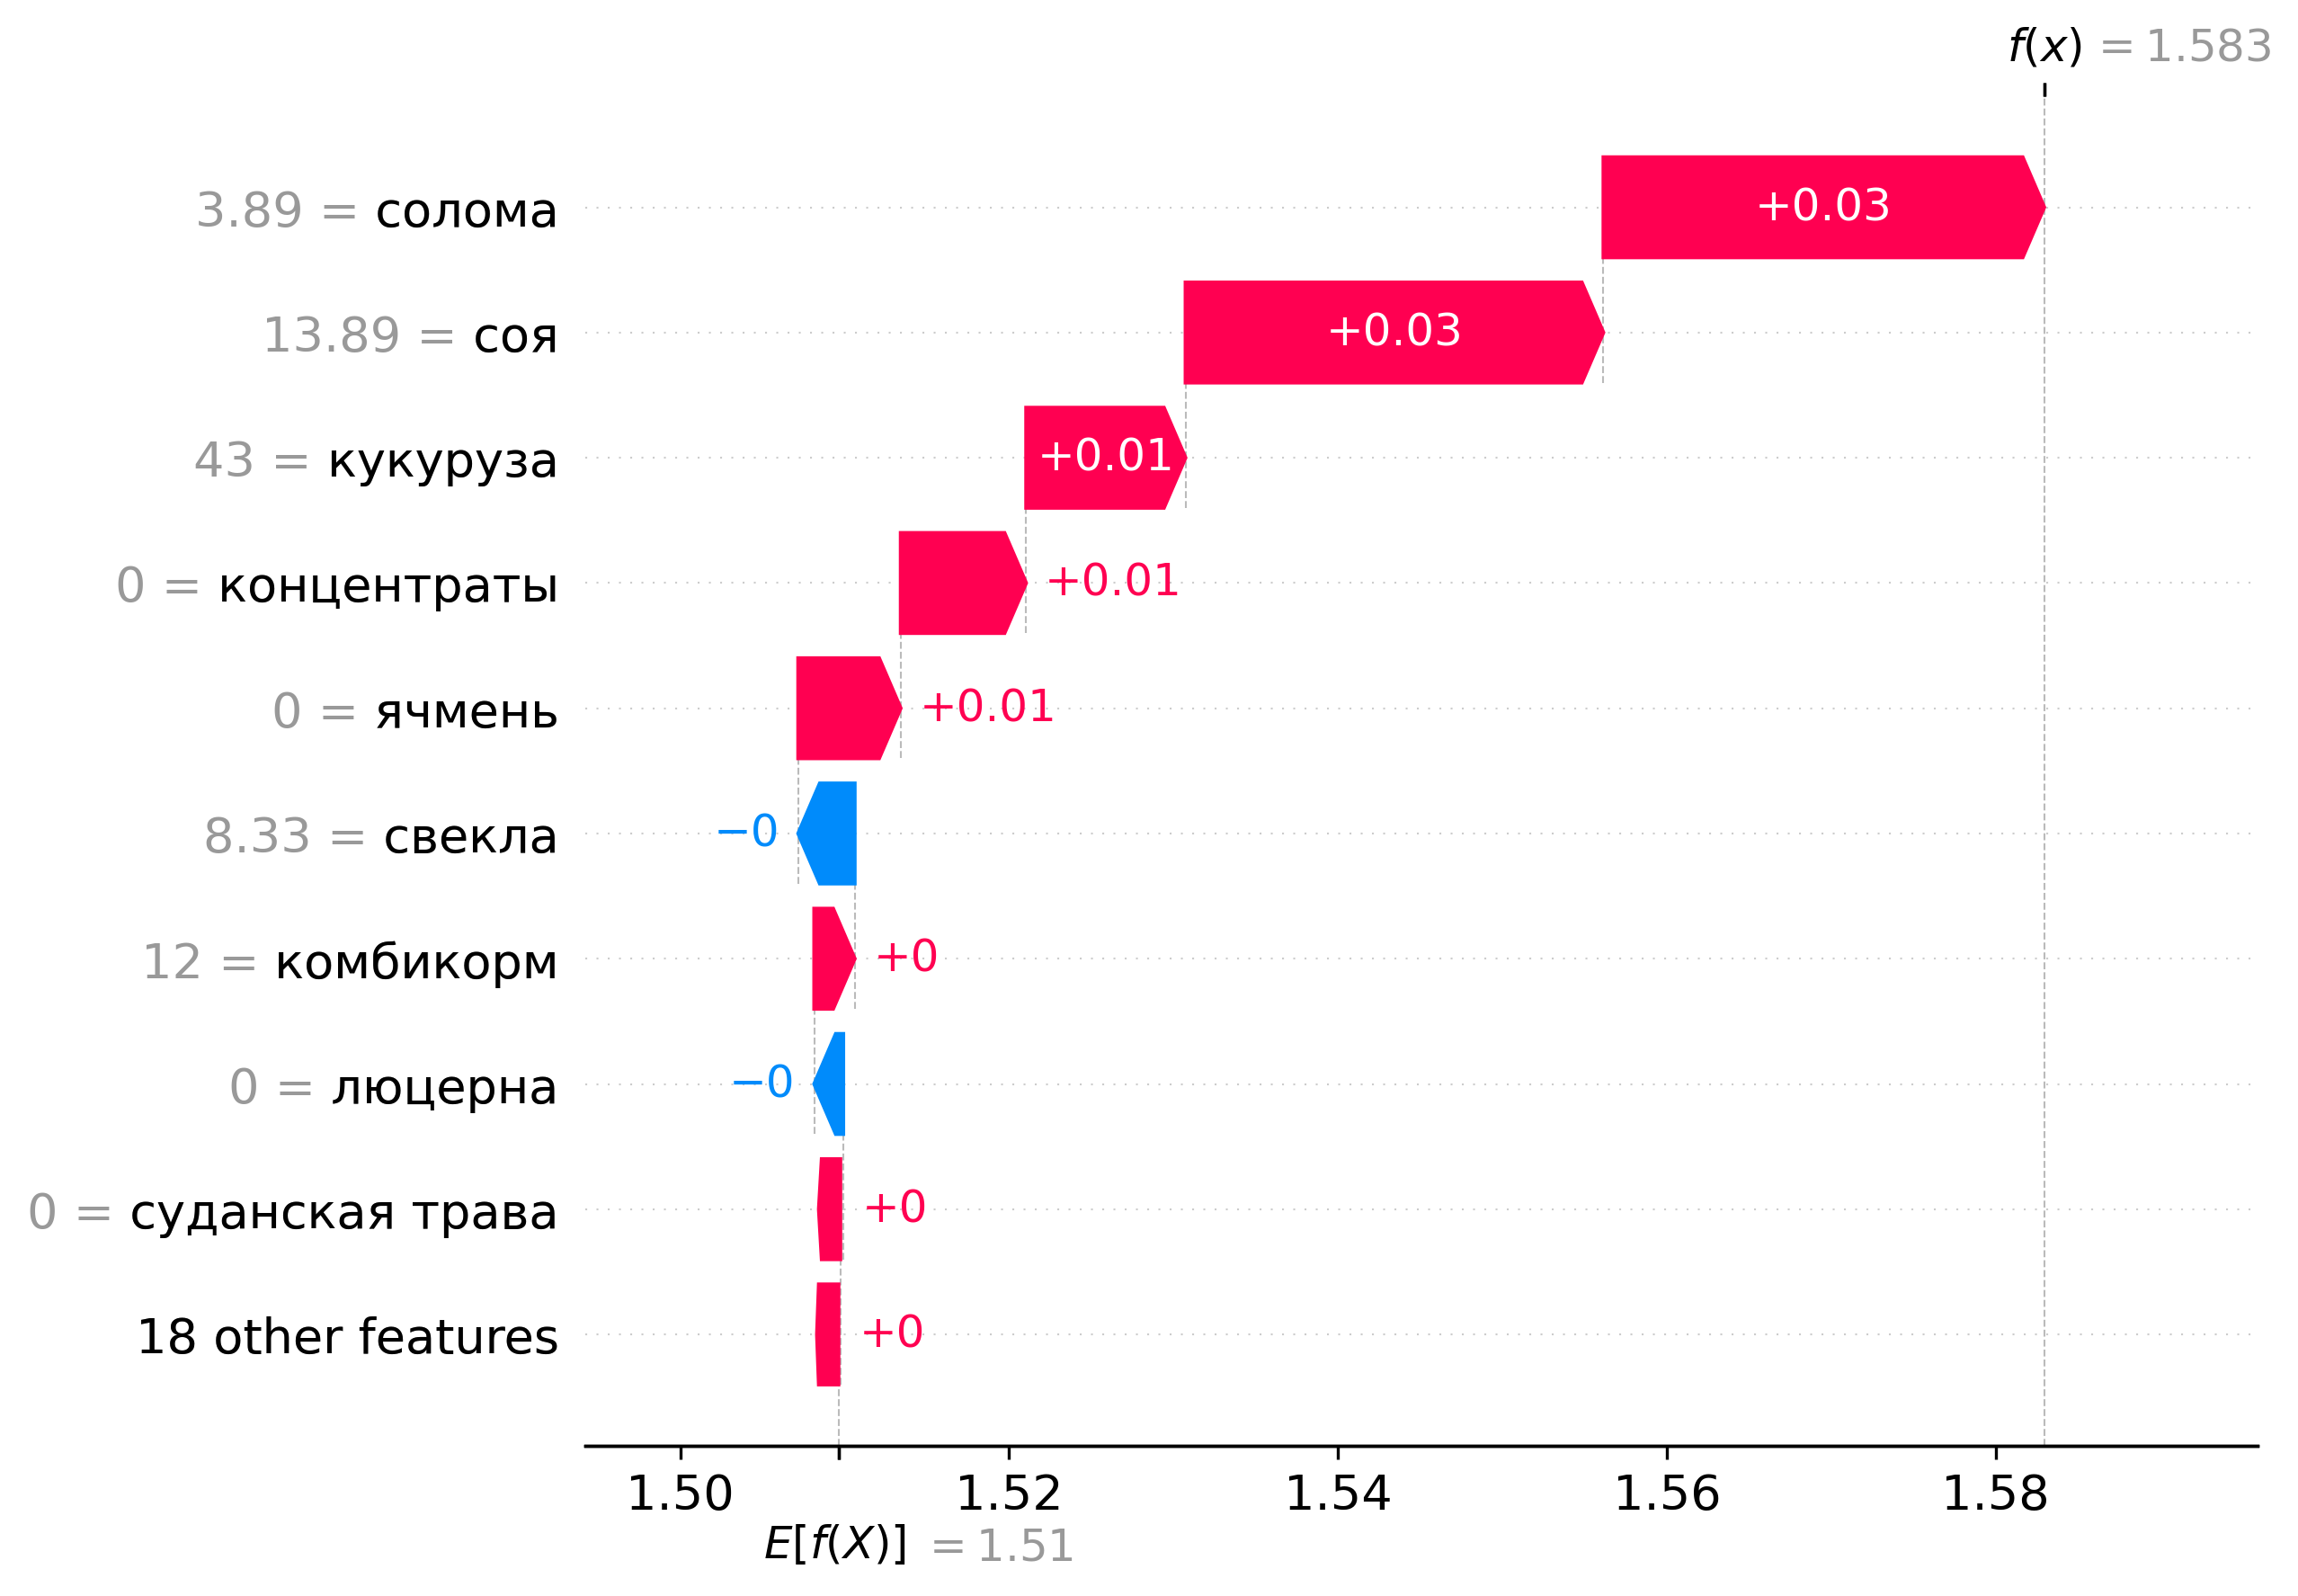 f(x) = 1.583
3.89 = солома +0.03
13.89 = соя +0.03
43 = кукуруза +0.01
0 = концентраты +0.01
0 = ячмень +0.01
8.33 = свекла −0
12 = комбикорм +0
0 = люцерна −0
0 = суданская трава +0
18 other features +0
1.50 1.52 1.54 1.56 1.58
E[f(X)] = 1.51